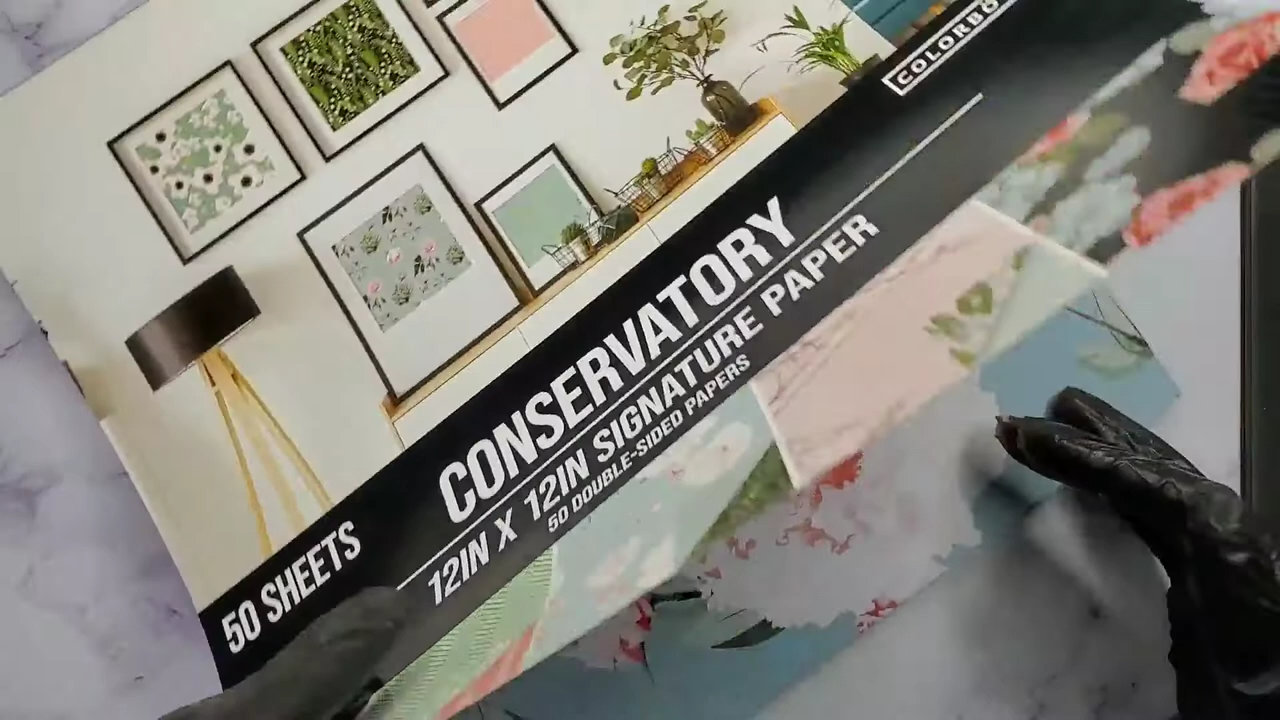 COLORBO
CONSERVATORY
12IN X 12IN SIGNATURE PAPER
50 DOUBLE-SIDED PAPERS
50 SHEETS